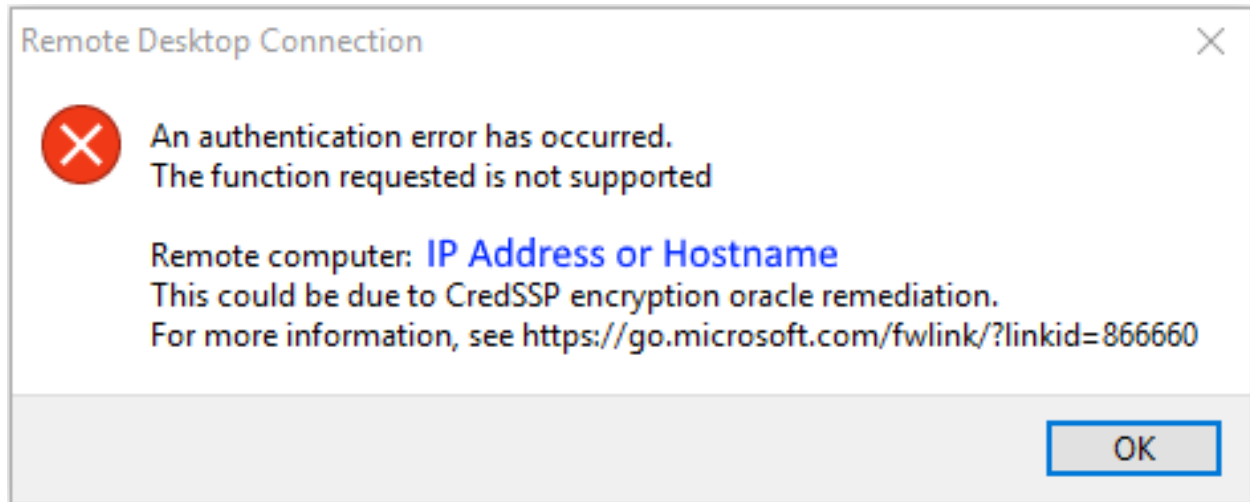 Remote Desktop Connection
An authentication error has occurred.
The function requested is not supported
Remote computer: IP Address or Hostname
This could be due to CredSSP encryption oracle remediation.
For more information, see https://go.microsoft.com/fwlink/?linkid=866660
OK